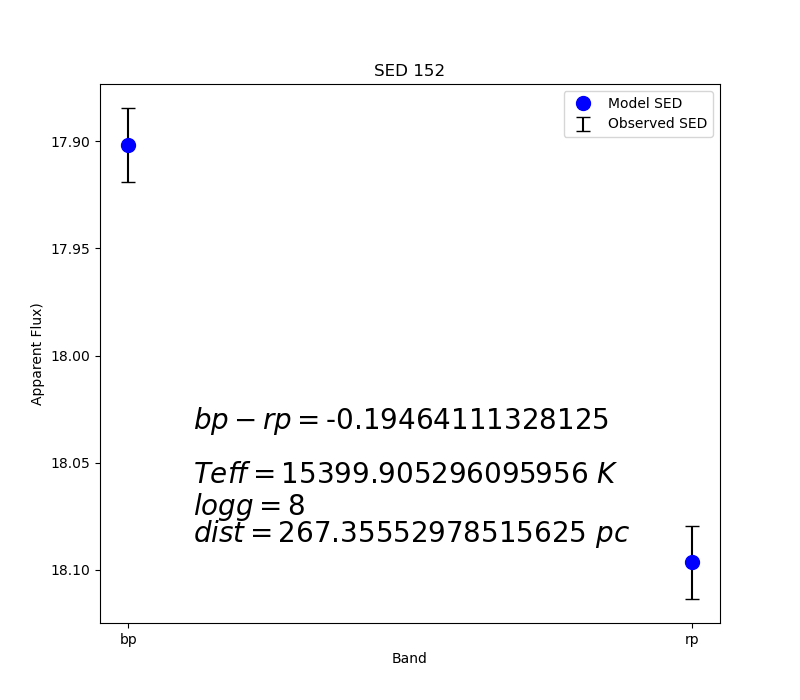 SED 152
Model SED
Observed SED
17.90
17.95
18.00
18.05
18.10
Apparent Flux)
bp − rp = -0.19464111328125
Teff = 15399.905296095956 K
logg = 8
dist = 267.35552978515625 pc
bp
rp
Band